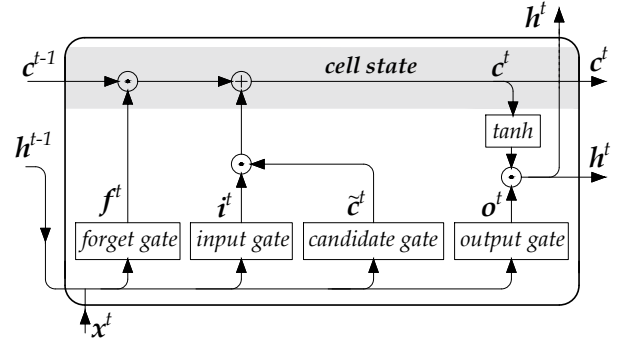 h^t
c^{t-1} cell state c^t c^t
tanh
h^{t-1} h^t
f^t i^t c̃^t o^t
forget gate input gate candidate gate output gate
x^t